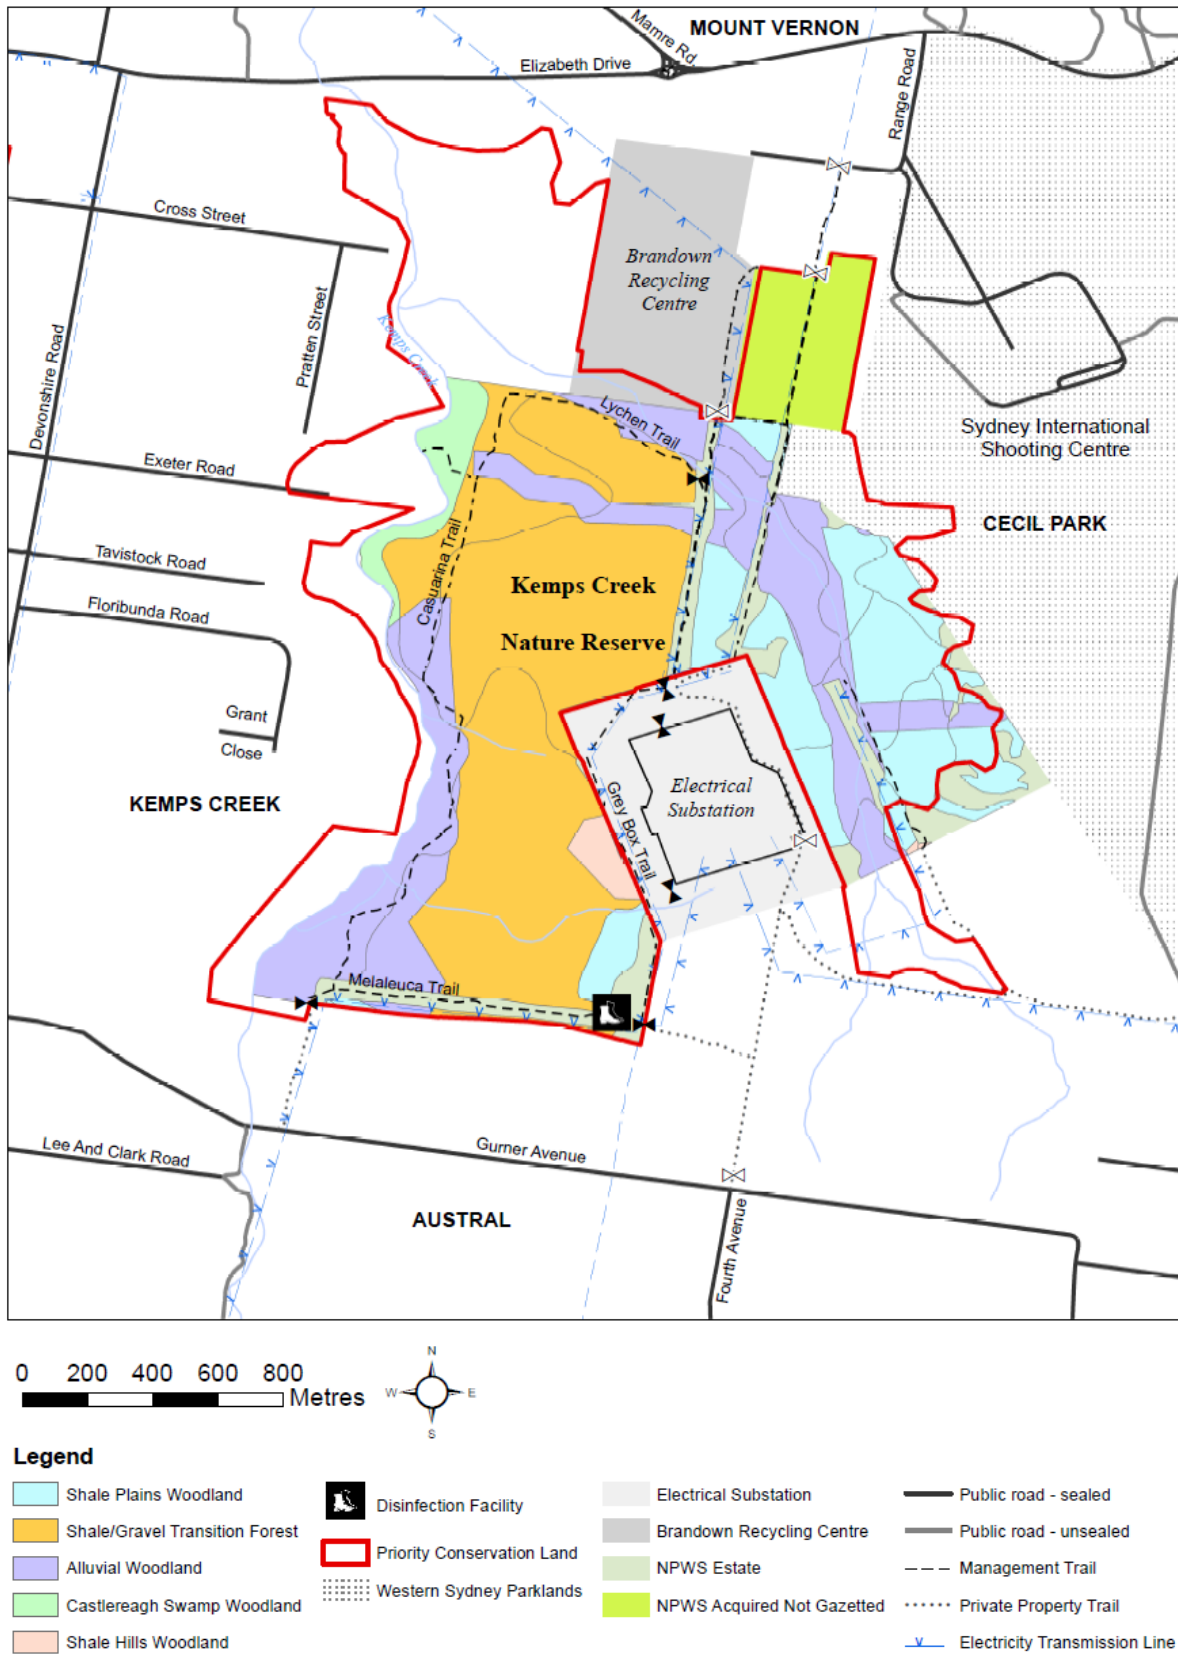 MOUNT VERNON
Mamre Rd.
Elizabeth Drive
Range Road
Cross Street
Brandown
Recycling
Centre
Pratten Street
Kemps Creek
Devonshire Road
Lychen Trail
Sydney International
Shooting Centre
Exeter Road
CECIL PARK
Casuarina Trail
Tavistock Road
Kemps Creek
Nature Reserve
Floribunda Road
Grant
Close
KEMPS CREEK
Electrical
Substation
Grey Box Trail
Melaleuca Trail
Lee And Clark Road
Gurner Avenue
AUSTRAL
Fourth Avenue
0 200 400 600 800
Metres
N
W E
S
Legend
Shale Plains Woodland
Shale/Gravel Transition Forest
Alluvial Woodland
Castlereagh Swamp Woodland
Shale Hills Woodland
Disinfection Facility
Priority Conservation Land
Western Sydney Parklands
Electrical Substation
Brandown Recycling Centre
NPWS Estate
NPWS Acquired Not Gazetted
Public road - sealed
Public road - unsealed
Management Trail
Private Property Trail
Electricity Transmission Line